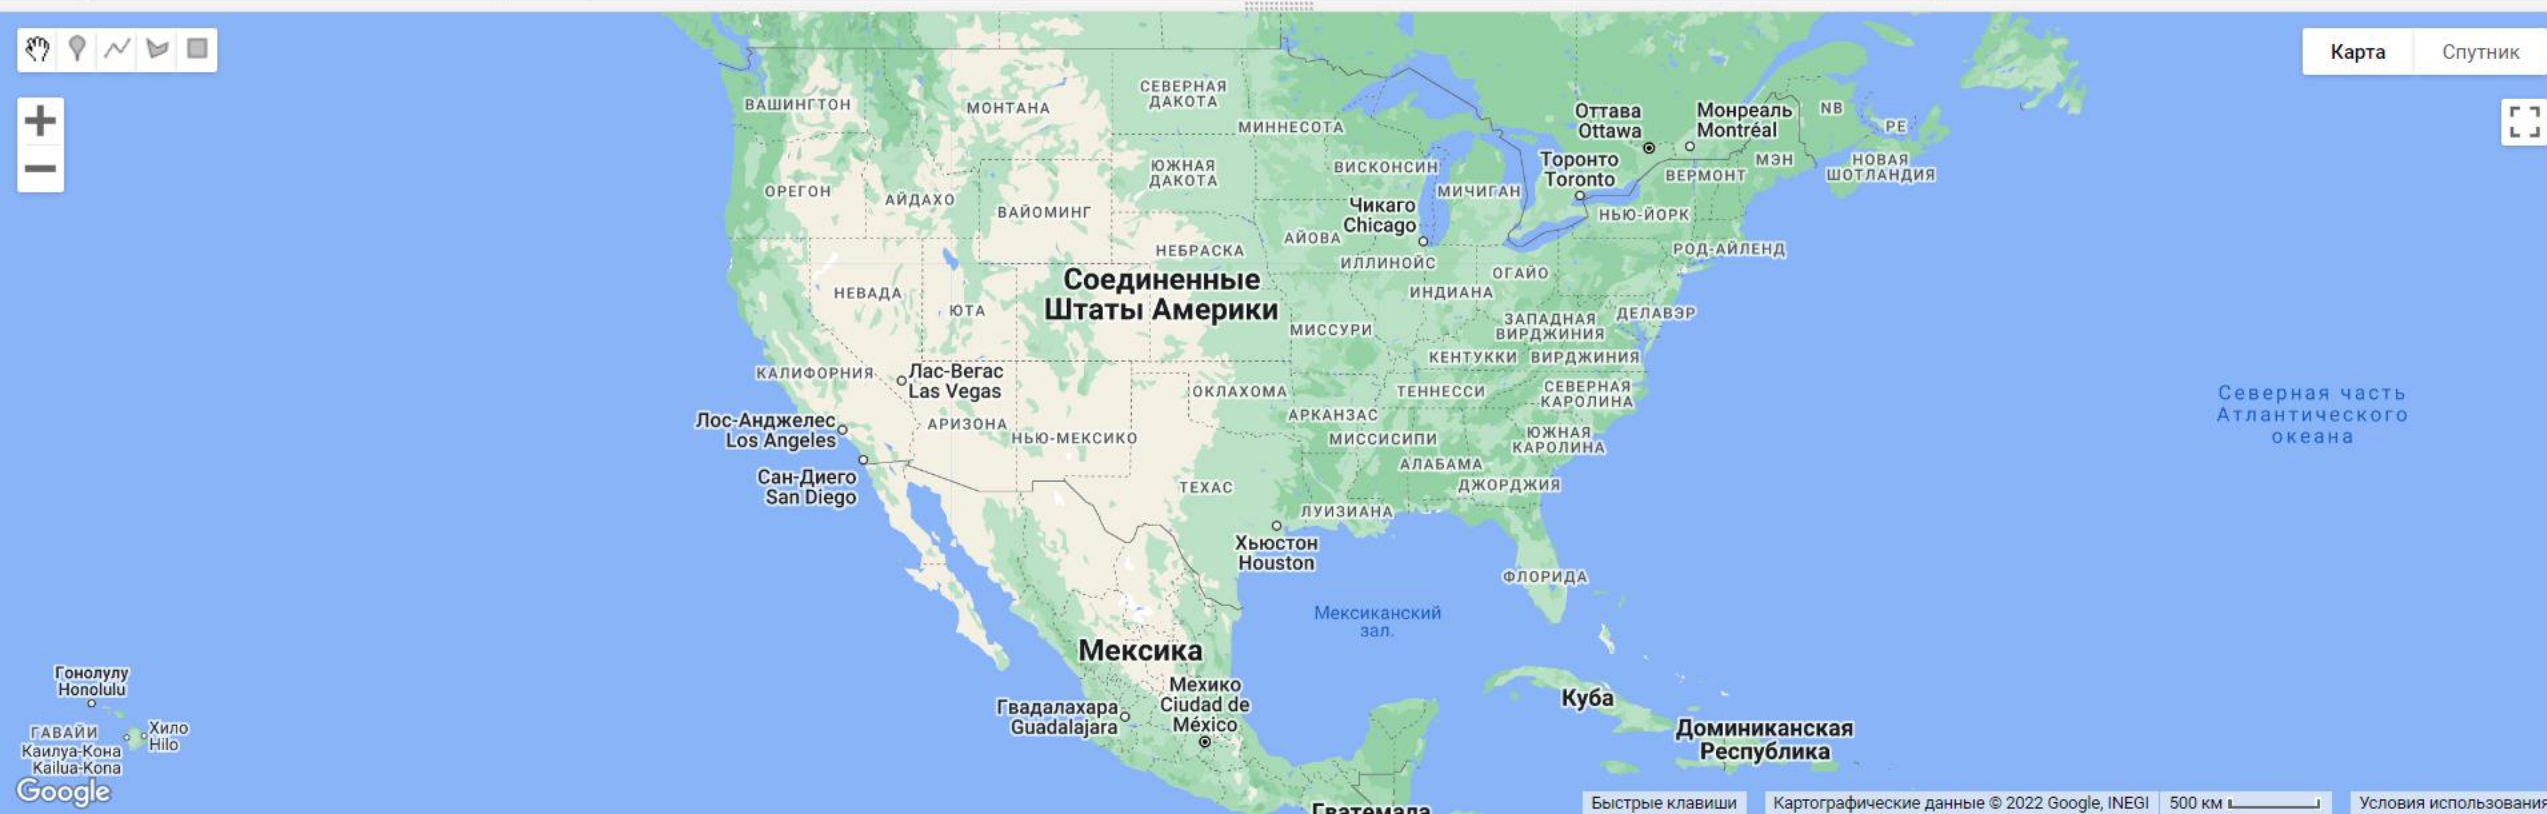 Карта
Спутник
СЕВЕРНАЯ
ДАКОТА
ВАШИНГТОН
МОНТАНА
Оттава
Ottawa
Монреаль
Montréal
NB
PE
МИННЕСОТА
ЮЖНАЯ
ДАКОТА
ВИСКОНСИН
Торонто
Toronto
МЭН
ВЕРМОНТ
НОВАЯ
ШОТЛАНДИЯ
ОРЕГОН
АЙДАХО
ВАЙОМИНГ
МИЧИГАН
Чикаго
Chicago
НЬЮ-ЙОРК
АЙОВА
НЕБРАСКА
РОД-АЙЛЕНД
ИЛЛИНОЙС
ОГАЙО
Соединенные
Штаты Америки
НЕВАДА
ЮТА
ИНДИАНА
ДЕЛАВЭР
МИССУРИ
ЗАПАДНАЯ
ВИРДЖИНИЯ
КЕНТУККИ
ВИРДЖИНИЯ
КАЛИФОРНИЯ
Лас-Вегас
Las Vegas
ОКЛАХОМА
ТЕННЕССИ
СЕВЕРНАЯ
КАРОЛИНА
Северная часть
Атлантического
океана
Лос-Анджелес
Los Angeles
АРИЗОНА
НЬЮ-МЕКСИКО
АРКАНЗАС
МИССИСИПИ
ЮЖНАЯ
КАРОЛИНА
АЛАБАМА
Сан-Диего
San Diego
ТЕХАС
ДЖОРДЖИЯ
ЛУИЗИАНА
Хьюстон
Houston
ФЛОРИДА
Мексиканский
зал.
Мексика
Гонолулу
Honolulu
Мехико
Ciudad de
México
Гвадалахара
Guadalajara
Куба
Доминиканская
Республика
ГАВАЙИ
Хило
Hilo
Каилуа-Кона
Kailua-Kona
Google
Гватемала
Быстрые клавиши
Картографические данные © 2022 Google, INEGI
500 км
Условия использования